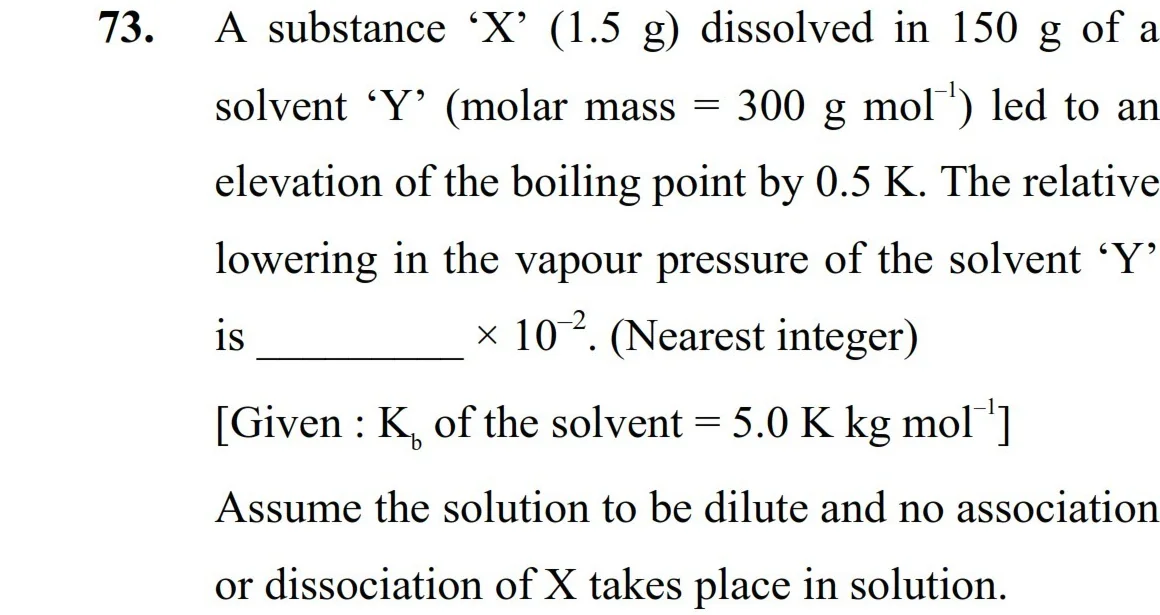 73. A substance ‘X’ (1.5 g) dissolved in 150 g of a
solvent ‘Y’ (molar mass = 300 g mol⁻¹) led to an
elevation of the boiling point by 0.5 K. The relative
lowering in the vapour pressure of the solvent ‘Y’
is __________ × 10⁻². (Nearest integer)
[Given : K_b of the solvent = 5.0 K kg mol⁻¹]
Assume the solution to be dilute and no association
or dissociation of X takes place in solution.